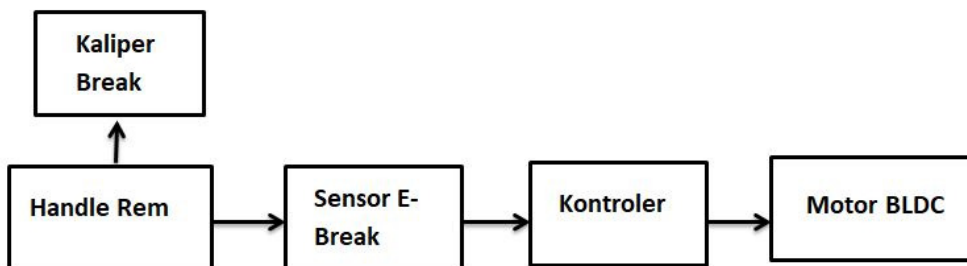 Kaliper
Break
Handle Rem
Sensor E-
Break
Kontroler
Motor BLDC